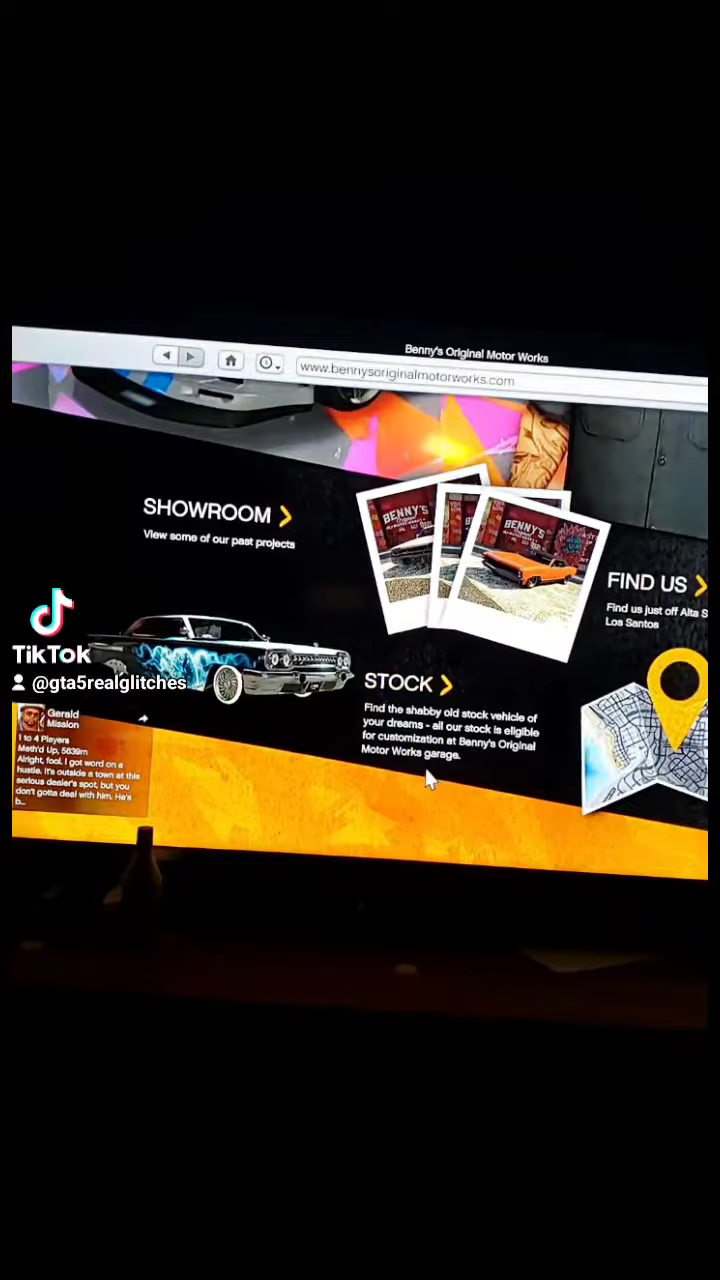 Benny's Original Motor Works
www.bennysoriginalmotorworks.com
SHOWROOM
View some of our past projects
BENNY'S
BENNY'S
FIND US
Find us just off Alta S
Los Santos
STOCK
Find the shabby old stock vehicle of
your dreams - all our stock is eligible
for customization at Benny's Original
Motor Works garage.
TikTok
@gta5realglitches
Gerald
Mission
1 to 4 Players
Meth'd Up, 5639m
Alright, fool. I got word on a
hustle. It's outside a town at this
serious dealer's spot, but you
don't gotta deal with him. He's
b...